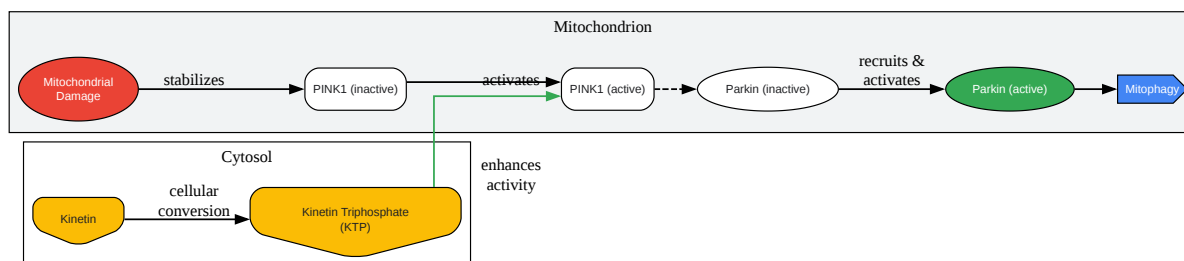 Mitochondrion
Mitochondrial
Damage
stabilizes
PINK1 (inactive)
activates
PINK1 (active)
Parkin (inactive)
recruits &
activates
Parkin (active)
Mitophagy
Cytosol
Kinetin
cellular
conversion
Kinetin Triphosphate
(KTP)
enhances
activity